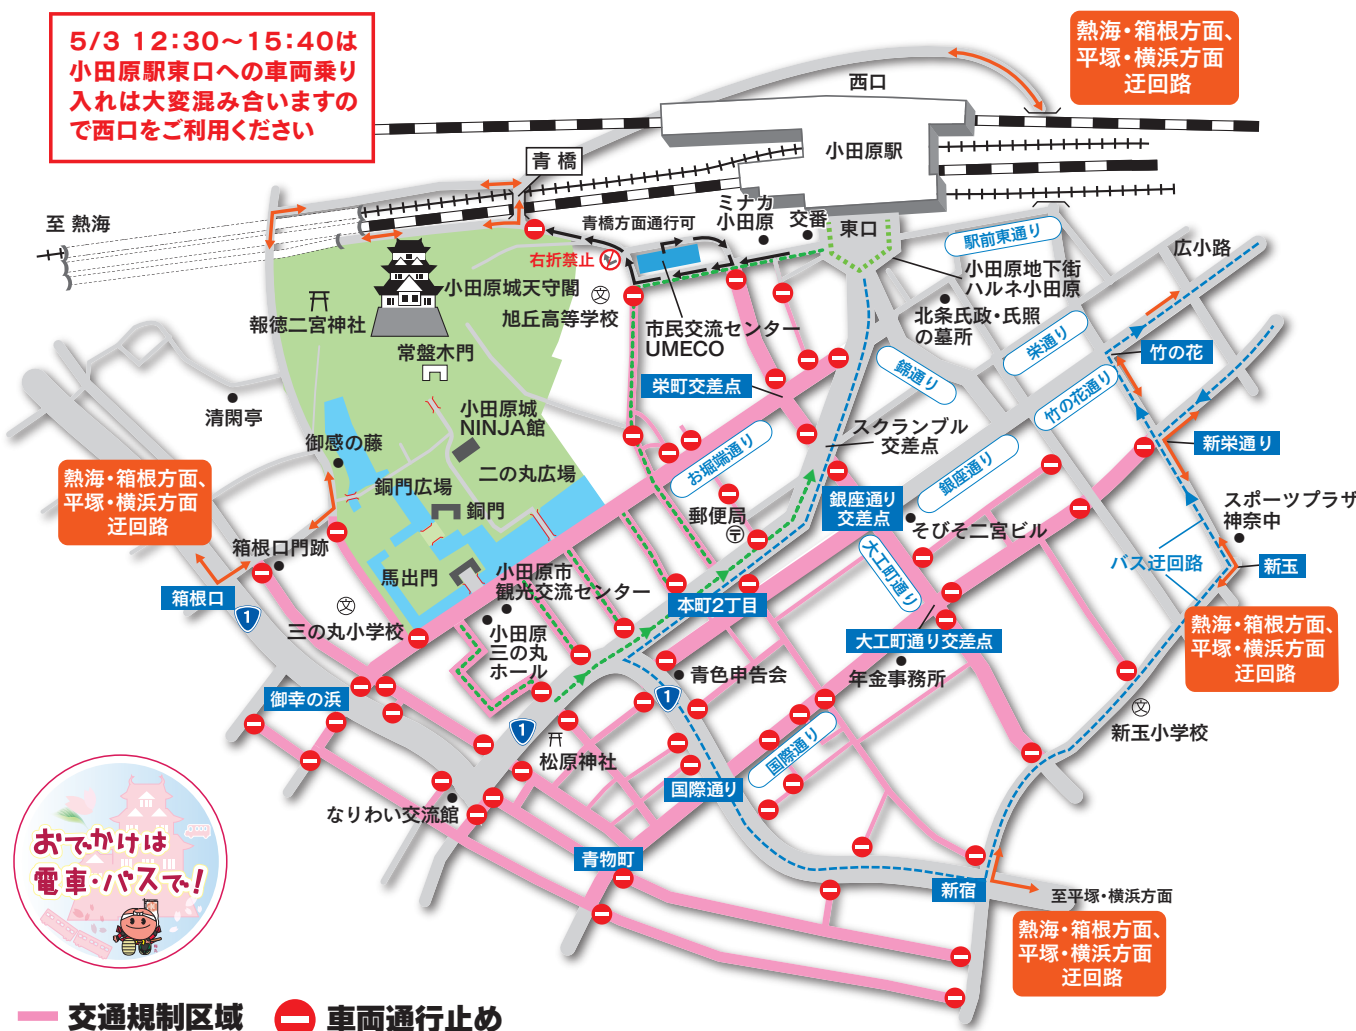 5/3 12：30～15：40は
小田原駅東口への車両乗り
入れは大変混み合いますの
で西口をご利用ください
熱海・箱根方面、
平塚・横浜方面
迂回路
西口
小田原駅
青橋
至 熱海
青橋方面通行可
ミナカ
小田原
交番
東口
駅前東通り
広小路
右折禁止
小田原城天守閣
文
旭丘高等学校
小田原地下街
ハルネ小田原
報徳二宮神社
市民交流センター
UMECO
北条氏政・氏照
の墓所
栄通り
竹の花
常盤木門
栄町交差点
錦通り
竹の花通り
清閑亭
小田原城
NINJA館
スクランブル
交差点
新栄通り
御感の藤
お堀端通り
銀座通り
熱海・箱根方面、
平塚・横浜方面
迂回路
二の丸広場
銅門広場
銅門
郵便局
〒
銀座通り
交差点
そびそ二宮ビル
スポーツプラザ
神奈中
箱根口門跡
大工町通り
バス迂回路
新玉
馬出門
小田原市
観光交流センター
箱根口
1
本町2丁目
文
三の丸小学校
小田原
三の丸
ホール
大工町通り交差点
熱海・箱根方面、
平塚・横浜方面
迂回路
青色申告会
年金事務所
御幸の浜
1
1
文
新玉小学校
松原神社
国際通り
国際通り
なりわい交流館
おでかけは
電車・バスで！
青物町
新宿
至平塚・横浜方面
熱海・箱根方面、
平塚・横浜方面
迂回路
交通規制区域
車両通行止め